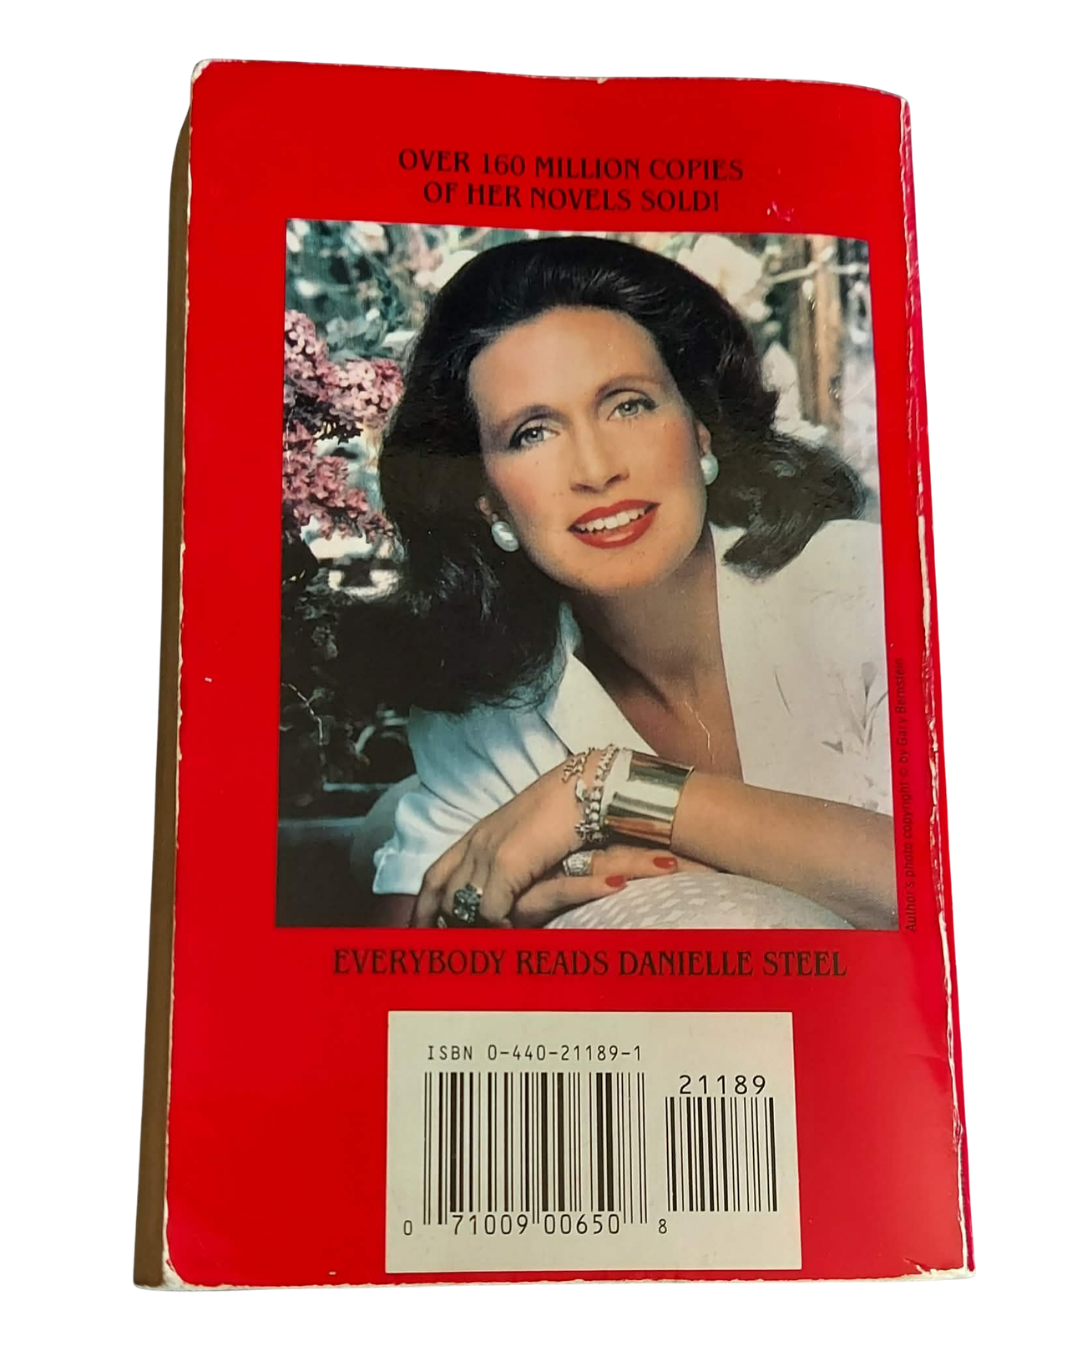 OVER 160 MILLION COPIES
OF HER NOVELS SOLD!
Author's photo copyright © by Gary Bernstein
EVERYBODY READS DANIELLE STEEL
ISBN 0-440-21189-1
21189
0 71009 00650 8